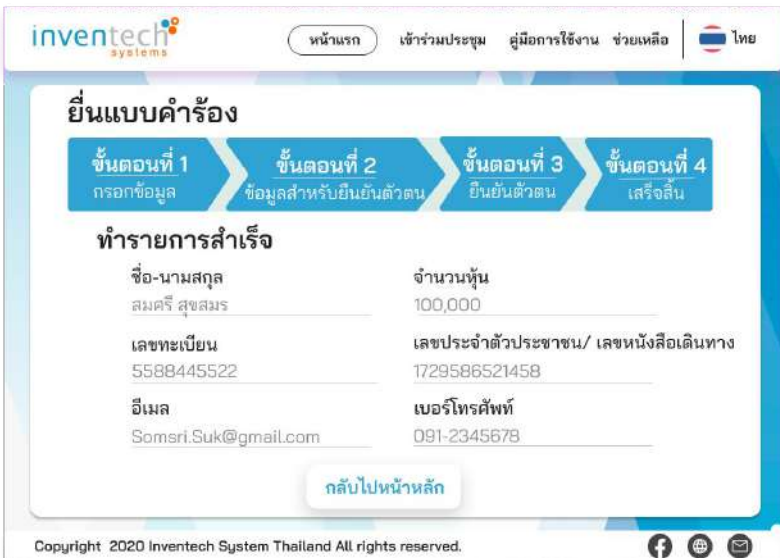 inventech
systems
หน้าแรก เข้าร่วมประชุม คู่มือการใช้งาน ช่วยเหลือ ไทย
ยื่นแบบคำร้อง
ขั้นตอนที่ 1 ขั้นตอนที่ 2 ขั้นตอนที่ 3 ขั้นตอนที่ 4
กรอกข้อมูล ข้อมูลสำหรับยืนยันตัวตน ยืนยันตัวตน เสร็จสิ้น
ทำรายการสำเร็จ
ชื่อ-นามสกุล จำนวนหุ้น
สมศรี สุขสมร 100,000
เลขทะเบียน เลขประจำตัวประชาชน/ เลขหนังสือเดินทาง
5588445522 1729586521458
อีเมล เบอร์โทรศัพท์
Somsri.Suk@gmail.com 091-2345678
กลับไปหน้าหลัก
Copyright 2020 Inventech System Thailand All rights reserved.